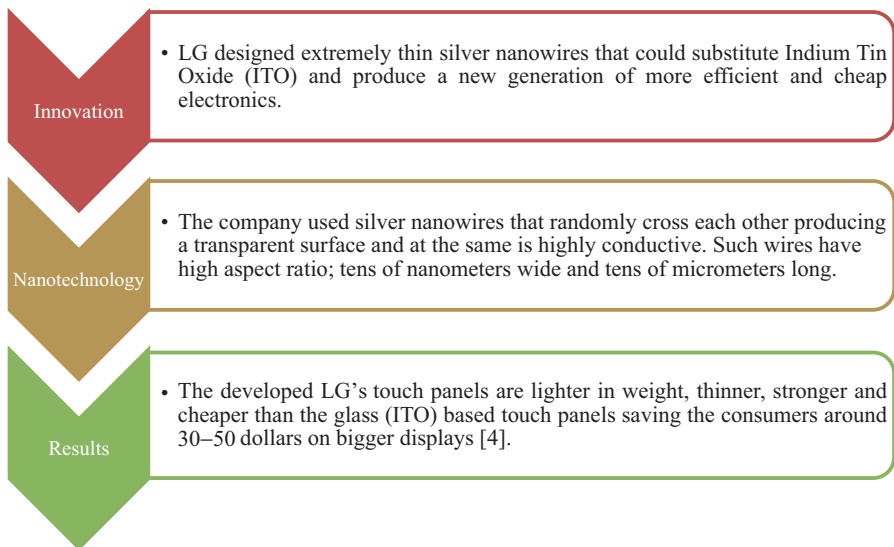 Innovation
• LG designed extremely thin silver nanowires that could substitute Indium Tin
Oxide (ITO) and produce a new generation of more efficient and cheap
electronics.
Nanotechnology
• The company used silver nanowires that randomly cross each other producing
a transparent surface and at the same is highly conductive. Such wires have
high aspect ratio; tens of nanometers wide and tens of micrometers long.
Results
• The developed LG's touch panels are lighter in weight, thinner, stronger and
cheaper than the glass (ITO) based touch panels saving the consumers around
30–50 dollars on bigger displays [4].